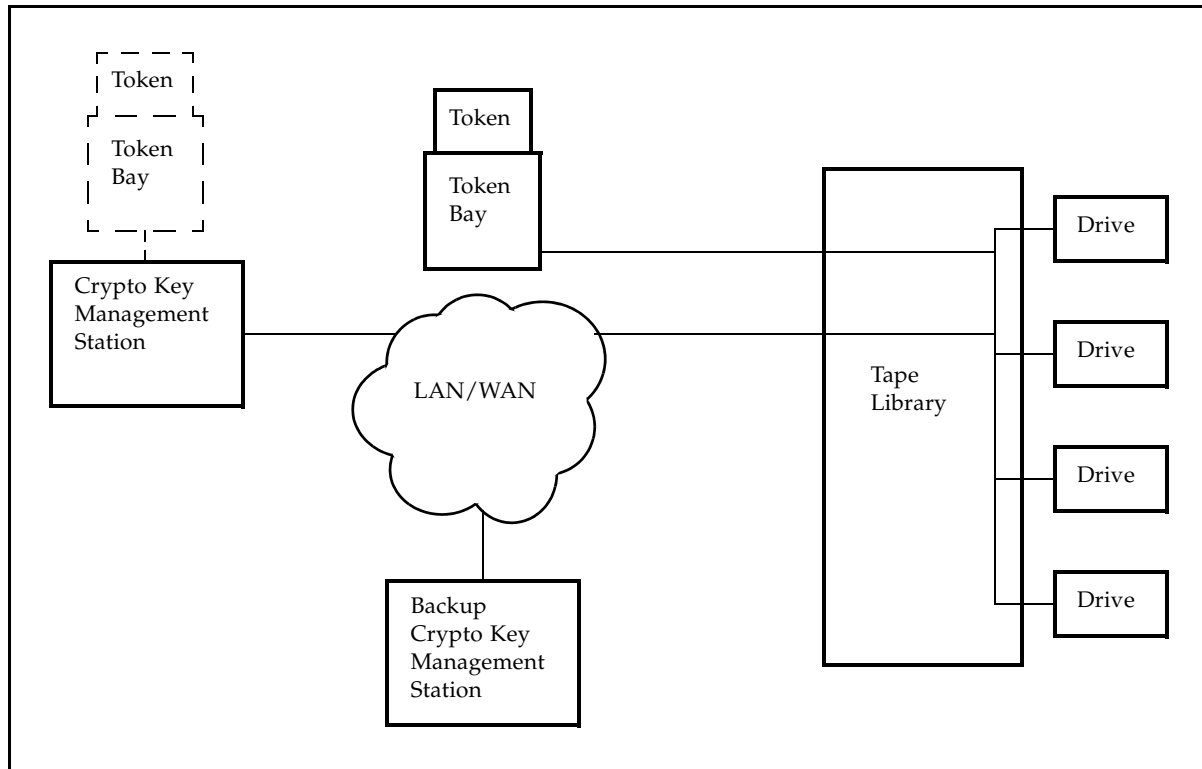 Token
Token
Bay
Crypto Key
Management
Station
Token
Token
Bay
LAN/WAN
Backup
Crypto Key
Management
Station
Tape
Library
Drive
Drive
Drive
Drive